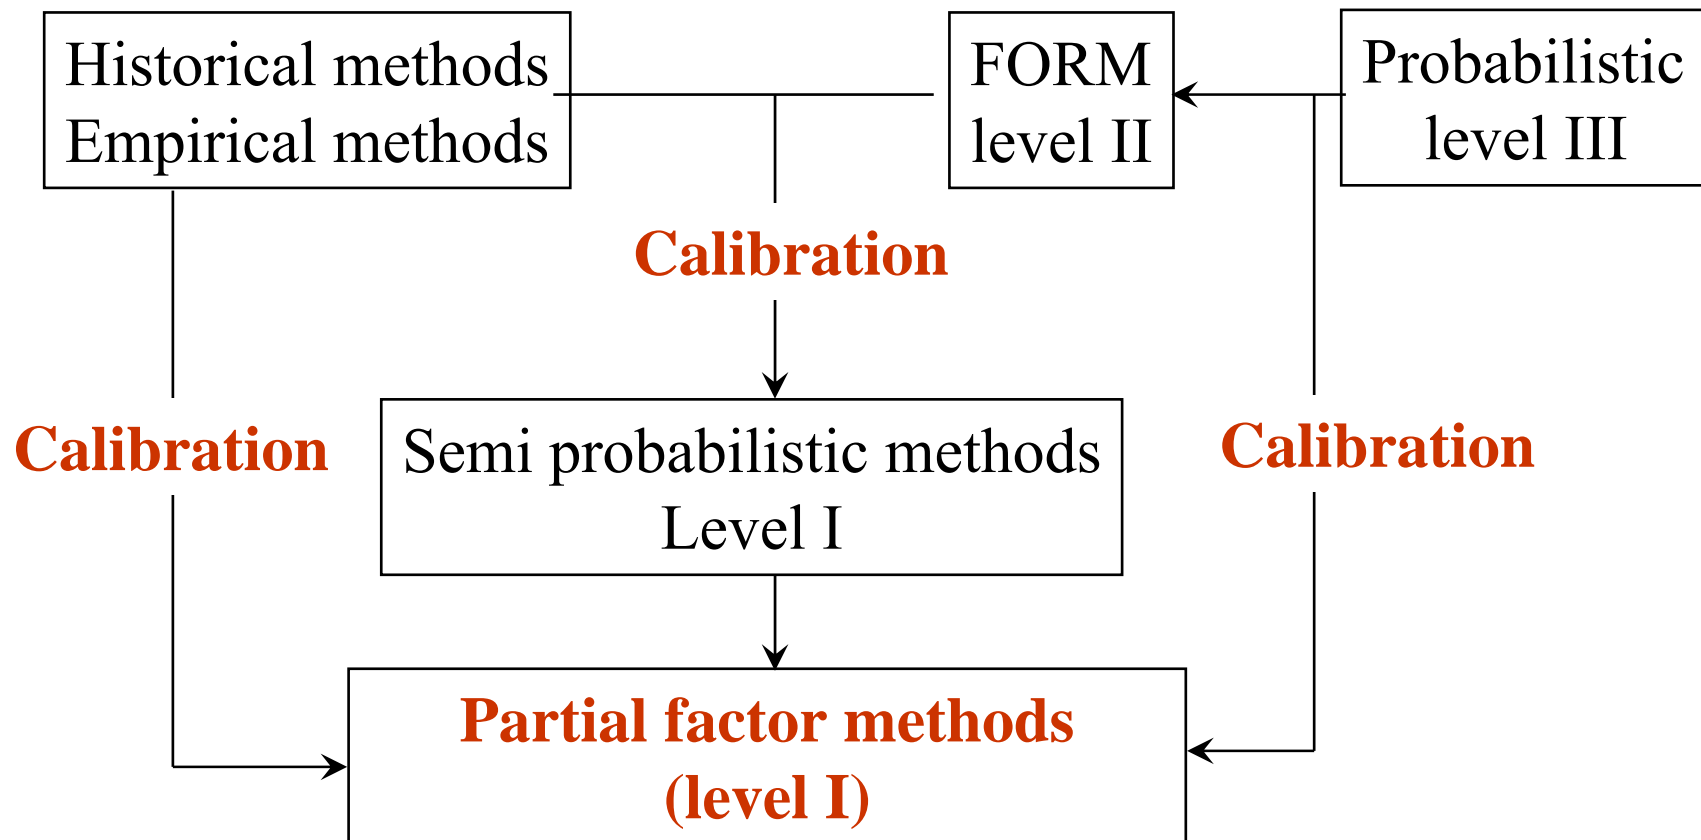 Historical methods
Empirical methods
FORM
level II
Probabilistic
level III
Calibration
Calibration
Calibration
Semi probabilistic methods
Level I
Partial factor methods
(level I)